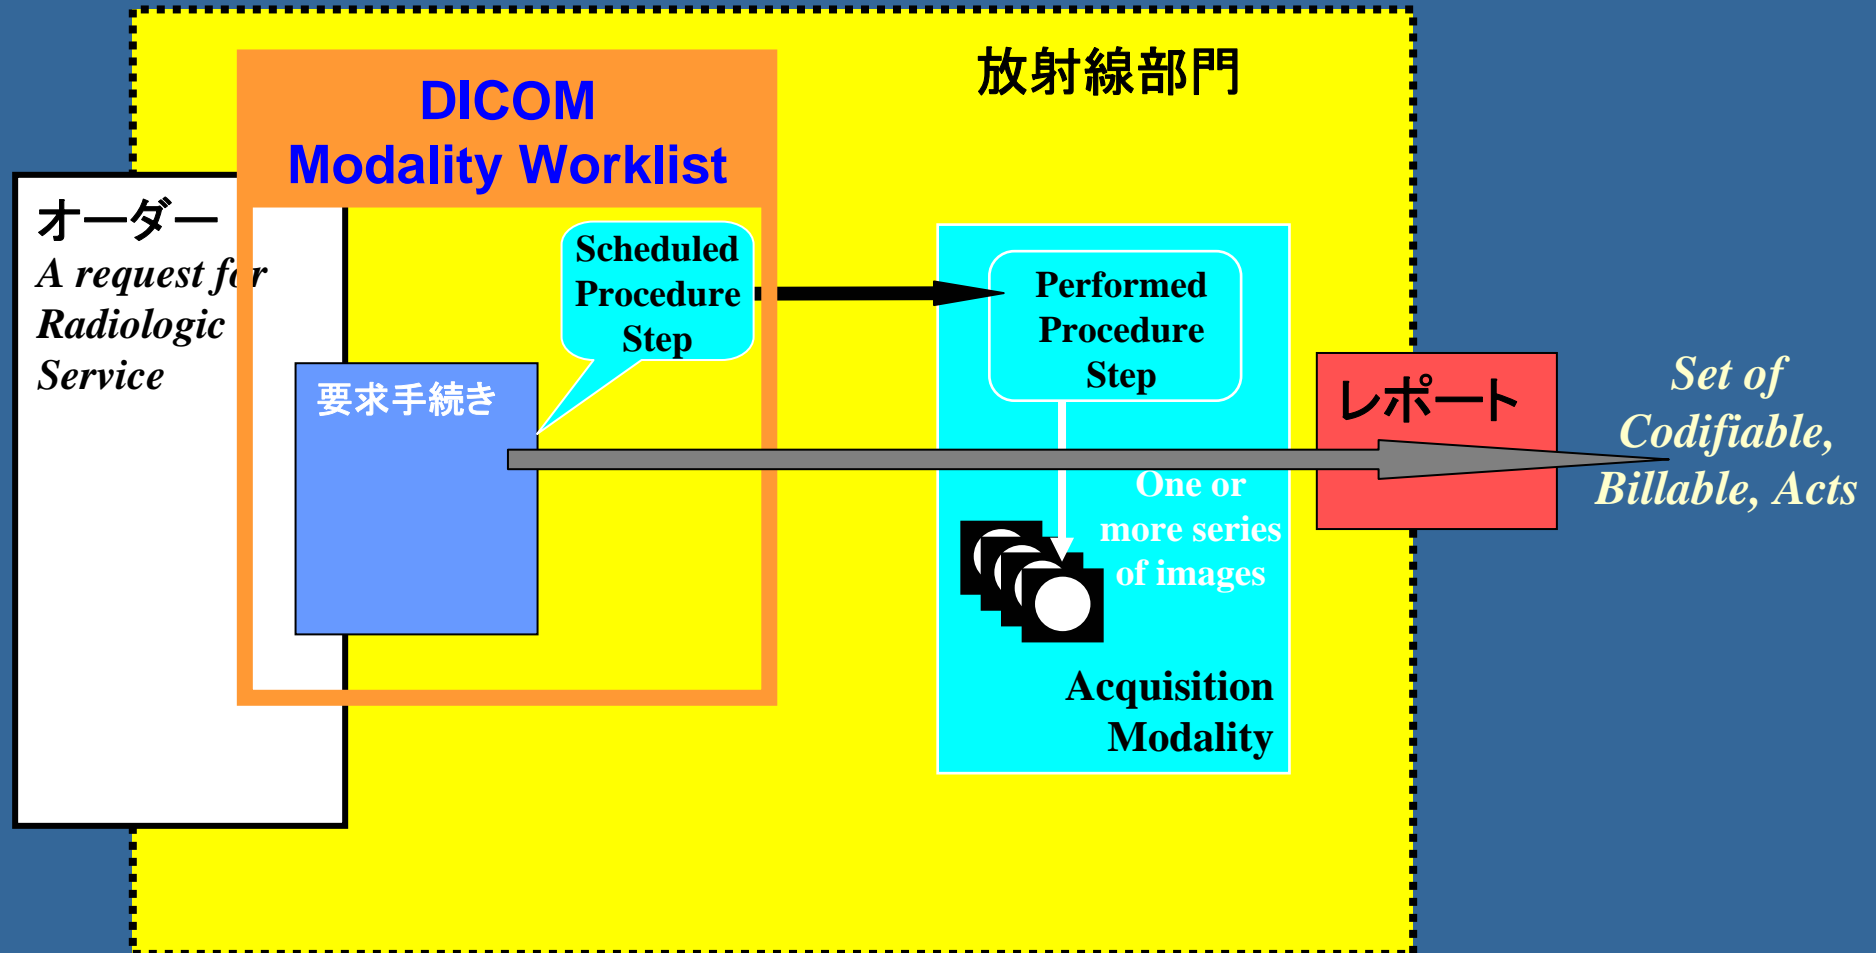 放射線部門
DICOM
Modality Worklist
オーダー
A request for
Radiologic
Service
Scheduled
Procedure
Step
要求手続き
Performed
Procedure
Step
One or
more series
of images
Acquisition
Modality
レポート
Set of
Codifiable,
Billable, Acts